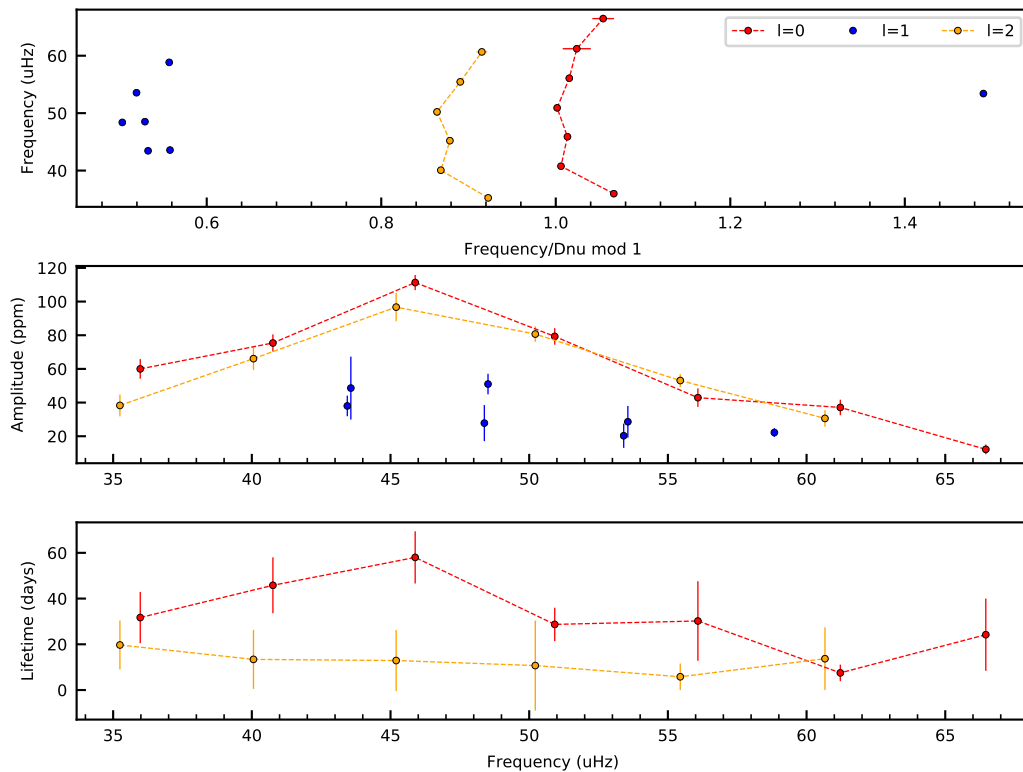 l=0 l=1 l=2
Frequency (uHz)
60
50
40
0.6 0.8 1.0 1.2 1.4
Frequency/Dnu mod 1
Amplitude (ppm)
120
100
80
60
40
20
35 40 45 50 55 60 65
Lifetime (days)
60
40
20
0
35 40 45 50 55 60 65
Frequency (uHz)